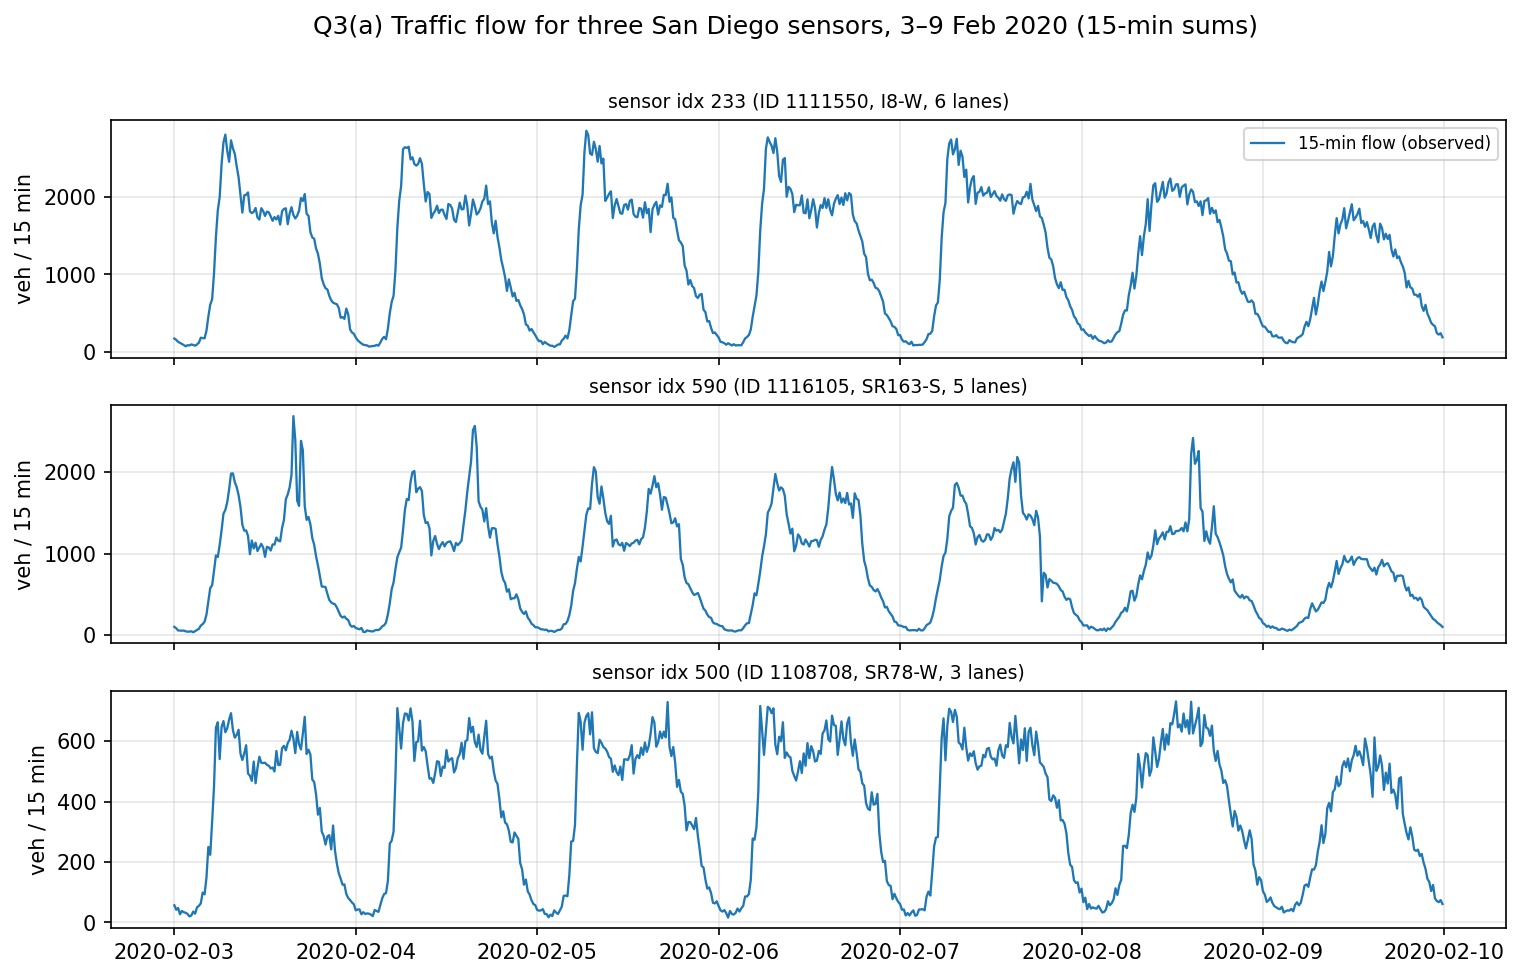 Q3(a) Traffic flow for three San Diego sensors, 3–9 Feb 2020 (15-min sums)
sensor idx 233 (ID 1111550, I8-W, 6 lanes)
15-min flow (observed)
veh / 15 min
2000
1000
0
sensor idx 590 (ID 1116105, SR163-S, 5 lanes)
veh / 15 min
2000
1000
0
sensor idx 500 (ID 1108708, SR78-W, 3 lanes)
veh / 15 min
600
400
200
0
2020-02-03 2020-02-04 2020-02-05 2020-02-06 2020-02-07 2020-02-08 2020-02-09 2020-02-10